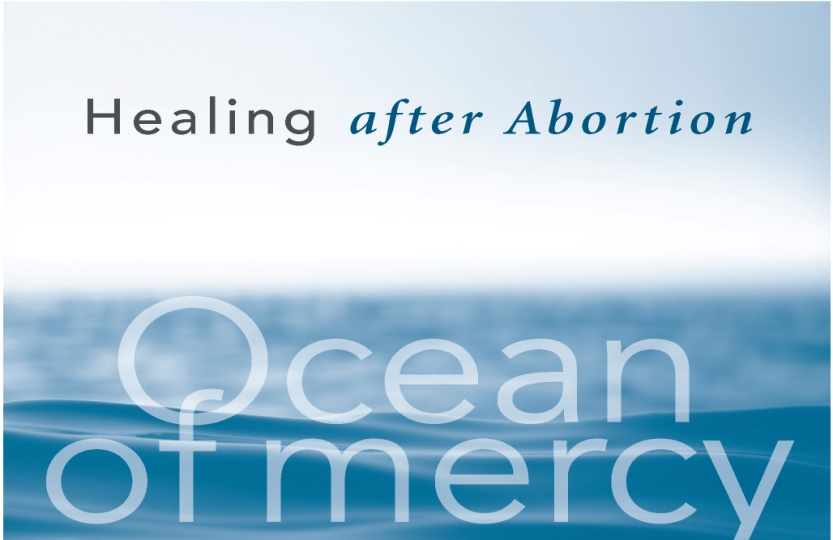 Healing after Abortion
Ocean
of mercy